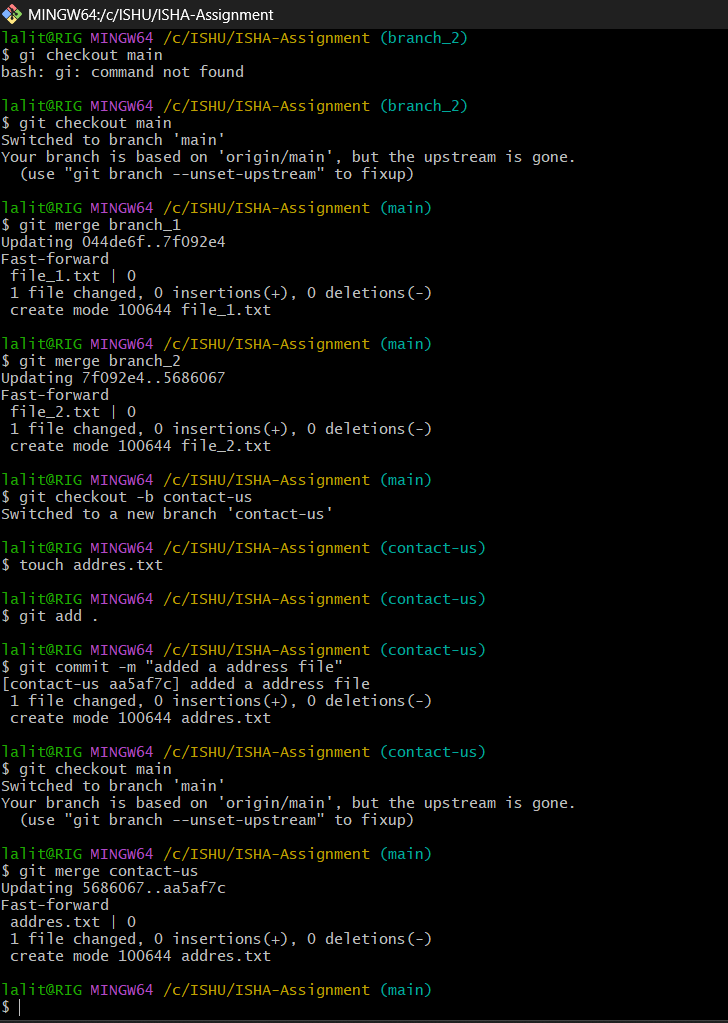 MINGW64:/c/ISHU/ISHA-Assignment
lalit@RIG MINGW64 /c/ISHU/ISHA-Assignment (branch_2)
$ gi checkout main
bash: gi: command not found
lalit@RIG MINGW64 /c/ISHU/ISHA-Assignment (branch_2)
$ git checkout main
Switched to branch 'main'
Your branch is based on 'origin/main', but the upstream is gone.
  (use "git branch --unset-upstream" to fixup)
lalit@RIG MINGW64 /c/ISHU/ISHA-Assignment (main)
$ git merge branch_1
Updating 044de6f..7f092e4
Fast-forward
 file_1.txt | 0
 1 file changed, 0 insertions(+), 0 deletions(-)
 create mode 100644 file_1.txt
lalit@RIG MINGW64 /c/ISHU/ISHA-Assignment (main)
$ git merge branch_2
Updating 7f092e4..5686067
Fast-forward
 file_2.txt | 0
 1 file changed, 0 insertions(+), 0 deletions(-)
 create mode 100644 file_2.txt
lalit@RIG MINGW64 /c/ISHU/ISHA-Assignment (main)
$ git checkout -b contact-us
Switched to a new branch 'contact-us'
lalit@RIG MINGW64 /c/ISHU/ISHA-Assignment (contact-us)
$ touch addres.txt
lalit@RIG MINGW64 /c/ISHU/ISHA-Assignment (contact-us)
$ git add .
lalit@RIG MINGW64 /c/ISHU/ISHA-Assignment (contact-us)
$ git commit -m "added a address file"
[contact-us aa5af7c] added a address file
 1 file changed, 0 insertions(+), 0 deletions(-)
 create mode 100644 addres.txt
lalit@RIG MINGW64 /c/ISHU/ISHA-Assignment (contact-us)
$ git checkout main
Switched to branch 'main'
Your branch is based on 'origin/main', but the upstream is gone.
  (use "git branch --unset-upstream" to fixup)
lalit@RIG MINGW64 /c/ISHU/ISHA-Assignment (main)
$ git merge contact-us
Updating 5686067..aa5af7c
Fast-forward
 addres.txt | 0
 1 file changed, 0 insertions(+), 0 deletions(-)
 create mode 100644 addres.txt
lalit@RIG MINGW64 /c/ISHU/ISHA-Assignment (main)
$